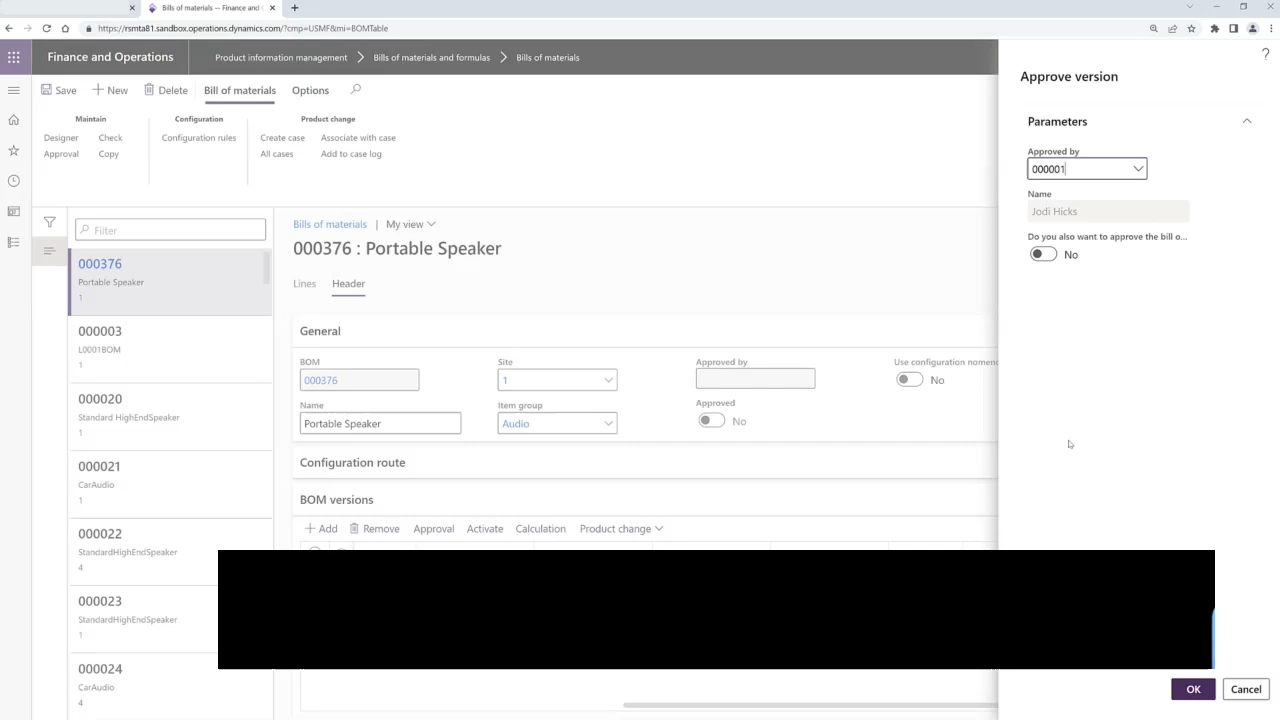 Bills of materials — Finance and O
https://rsmta81.sandbox.operations.dynamics.com/?cmp=USMF&mi=BOMTable
Finance and Operations
Product information management > Bills of materials and formulas > Bills of materials
?
Save
New
Delete
Bill of materials
Options
Maintain
Designer
Check
Approval
Copy
Configuration
Configuration rules
Product change
Create case
Associate with case
All cases
Add to case log
Filter
000376
Portable Speaker
1
000003
L0001BOM
1
000020
Standard HighEndSpeaker
1
000021
CarAudio
1
000022
StandardHighEndSpeaker
4
000023
StandardHighEndSpeaker
1
000024
CarAudio
4
Bills of materials | My view
000376 : Portable Speaker
Lines
Header
General
BOM
000376
Name
Portable Speaker
Site
1
Item group
Audio
Approved by
Approved
No
Use configuration nomen
No
Configuration route
BOM versions
Add
Remove
Approval
Activate
Calculation
Product change
Approve version
Parameters
Approved by
000001
Name
Jodi Hicks
Do you also want to approve the bill o...
No
OK
Cancel